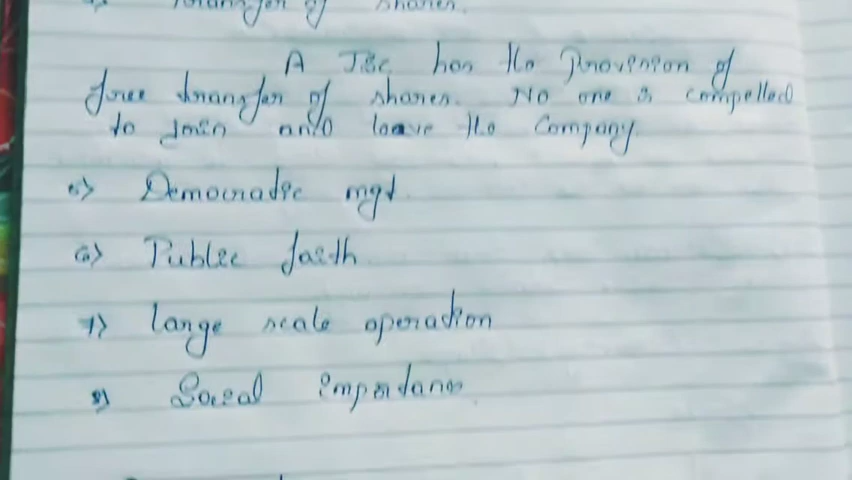 Transfer of shares.
A JSC has the provision of
free transfer of shares. No one is compelled
to join and leave the company
5) Democratic mgt.
6) Public faith
7) large scale operation
8) Social importance